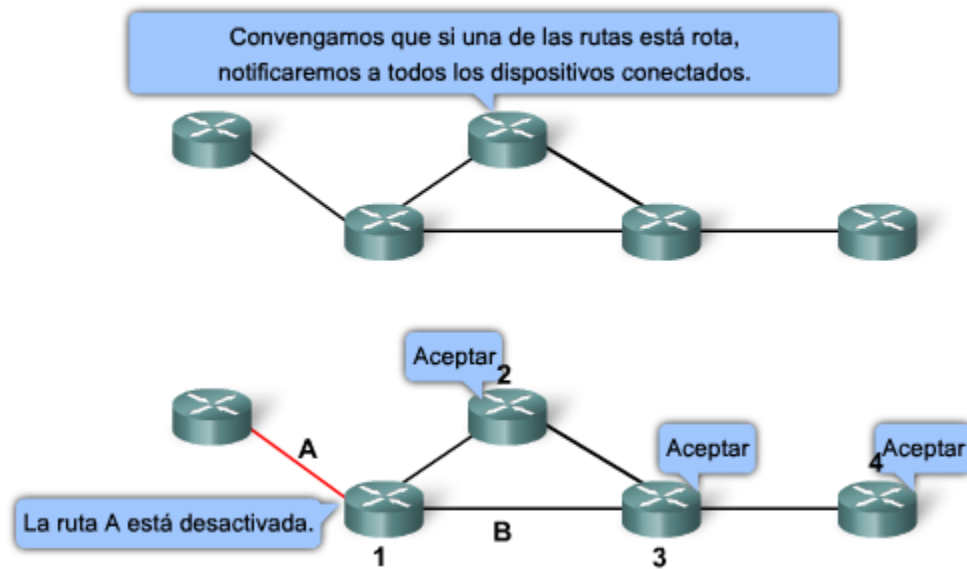 Convengamos que si una de las rutas está rota,
notificaremos a todos los dispositivos conectados.
Aceptar
2
A
Aceptar
4
Aceptar
La ruta A está desactivada.
B
1
3